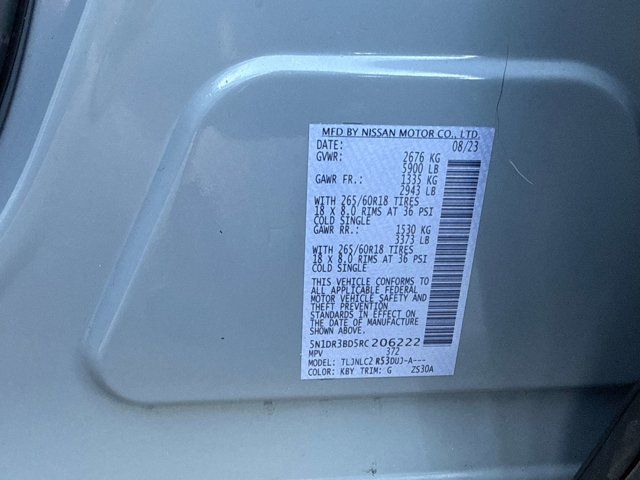 MFD BY NISSAN MOTOR CO., LTD.
DATE: 08/23
GVWR: 2676 KG
5900 LB
GAWR FR.: 1335 KG
2943 LB
WITH 265/60R18 TIRES
18 X 8.0 RIMS AT 36 PSI
COLD SINGLE
GAWR RR.: 1530 KG
3373 LB
WITH 265/60R18 TIRES
18 X 8.0 RIMS AT 36 PSI
COLD SINGLE
THIS VEHICLE CONFORMS TO
ALL APPLICABLE FEDERAL
MOTOR VEHICLE SAFETY AND
THEFT PREVENTION
STANDARDS IN EFFECT ON
THE DATE OF MANUFACTURE
SHOWN ABOVE.
5N1DR3BD5RC206222
MPV 372
MODEL: TLJNLC2 R53DUJ-A---
COLOR: KBY TRIM: G ZS30A